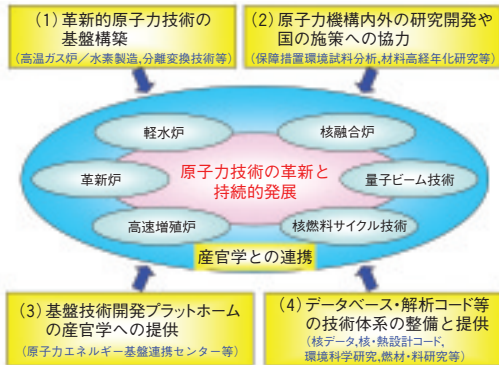 (1)革新的原子力技術の
基盤構築
(高温ガス炉／水素製造,分離変換技術等)
(2)原子力機構内外の研究開発や
国の施策への協力
(保障措置環境試料分析,材料高経年化研究等)
軽水炉
核融合炉
革新炉
原子力技術の革新と
持続的発展
量子ビーム技術
高速増殖炉
核燃料サイクル技術
産官学との連携
(3)基盤技術開発プラットホーム
の産官学への提供
(原子力エネルギー基盤連携センター等)
(4)データベース・解析コード等
の技術体系の整備と提供
(核データ,核・熱設計コード,
環境科学研究,燃材・料研究等)